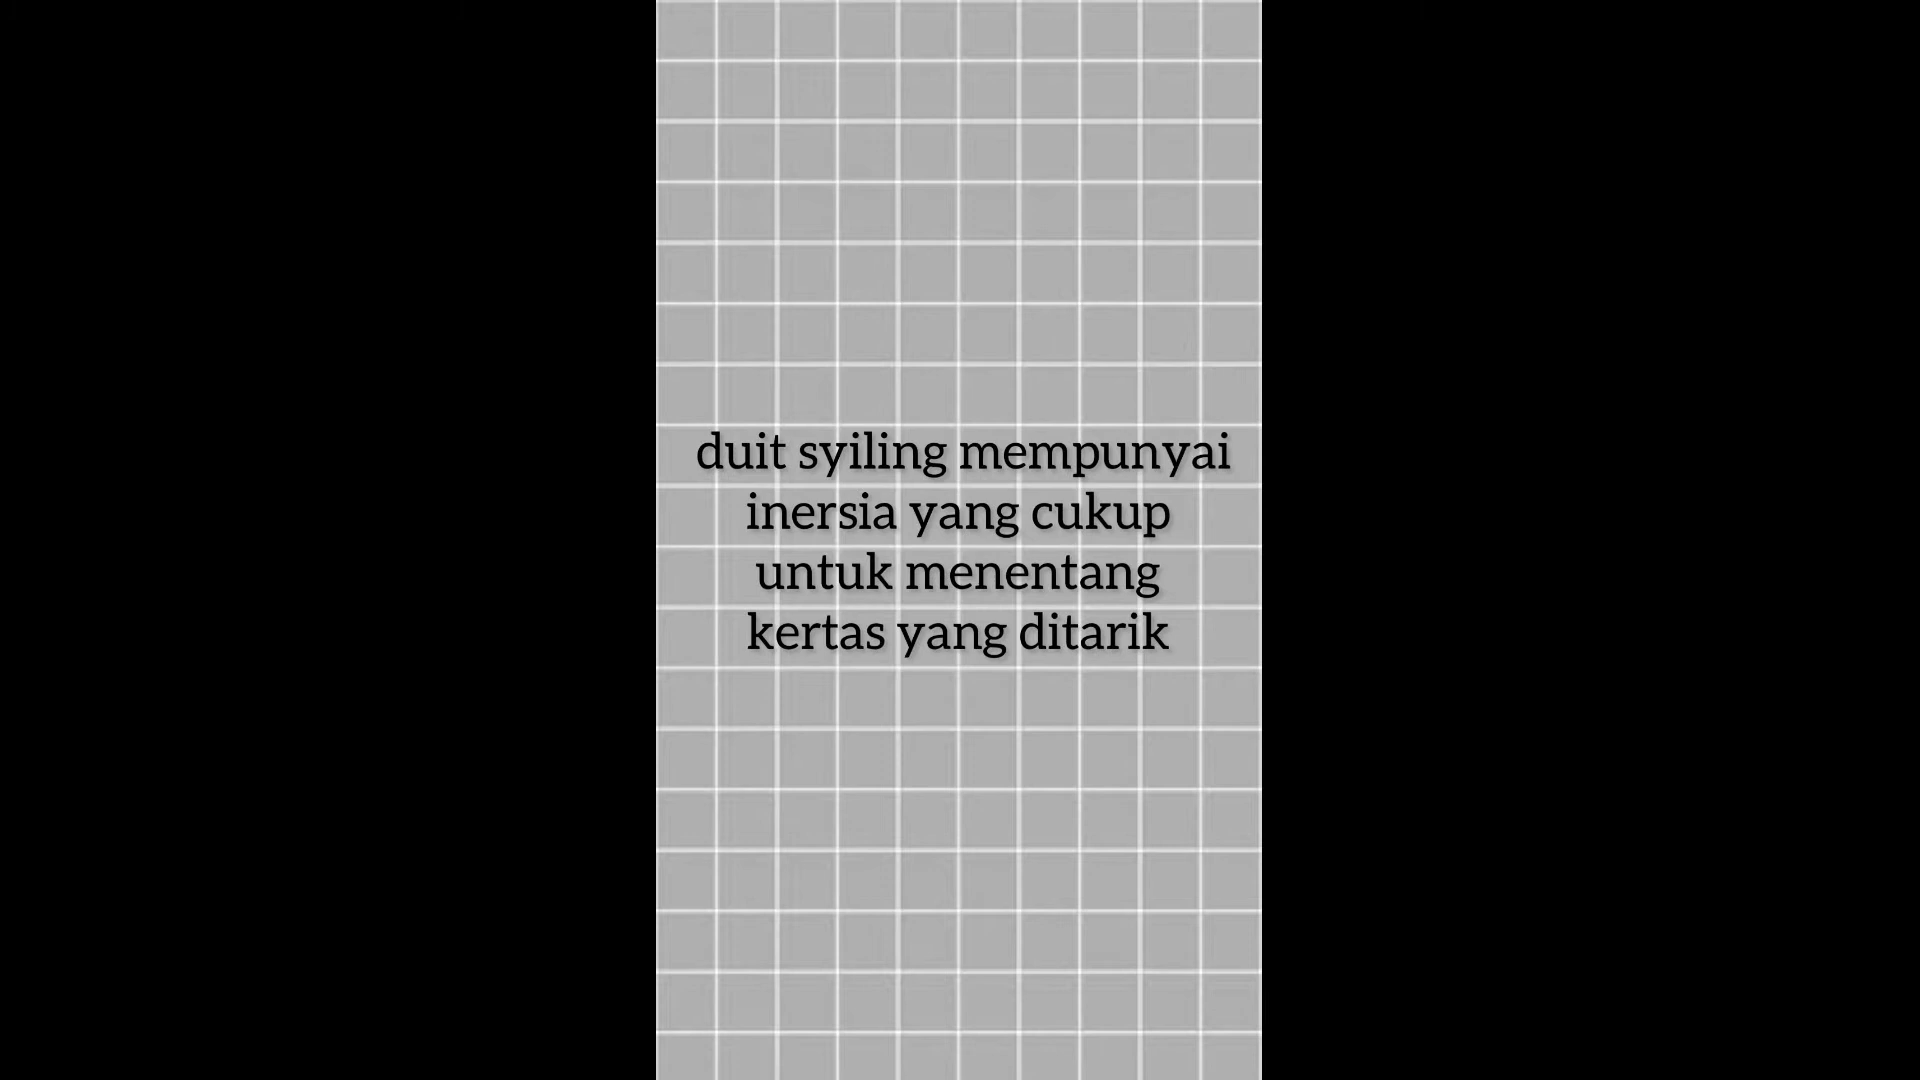 duit syiling mempunyai
inersia yang cukup
untuk menentang
kertas yang ditarik